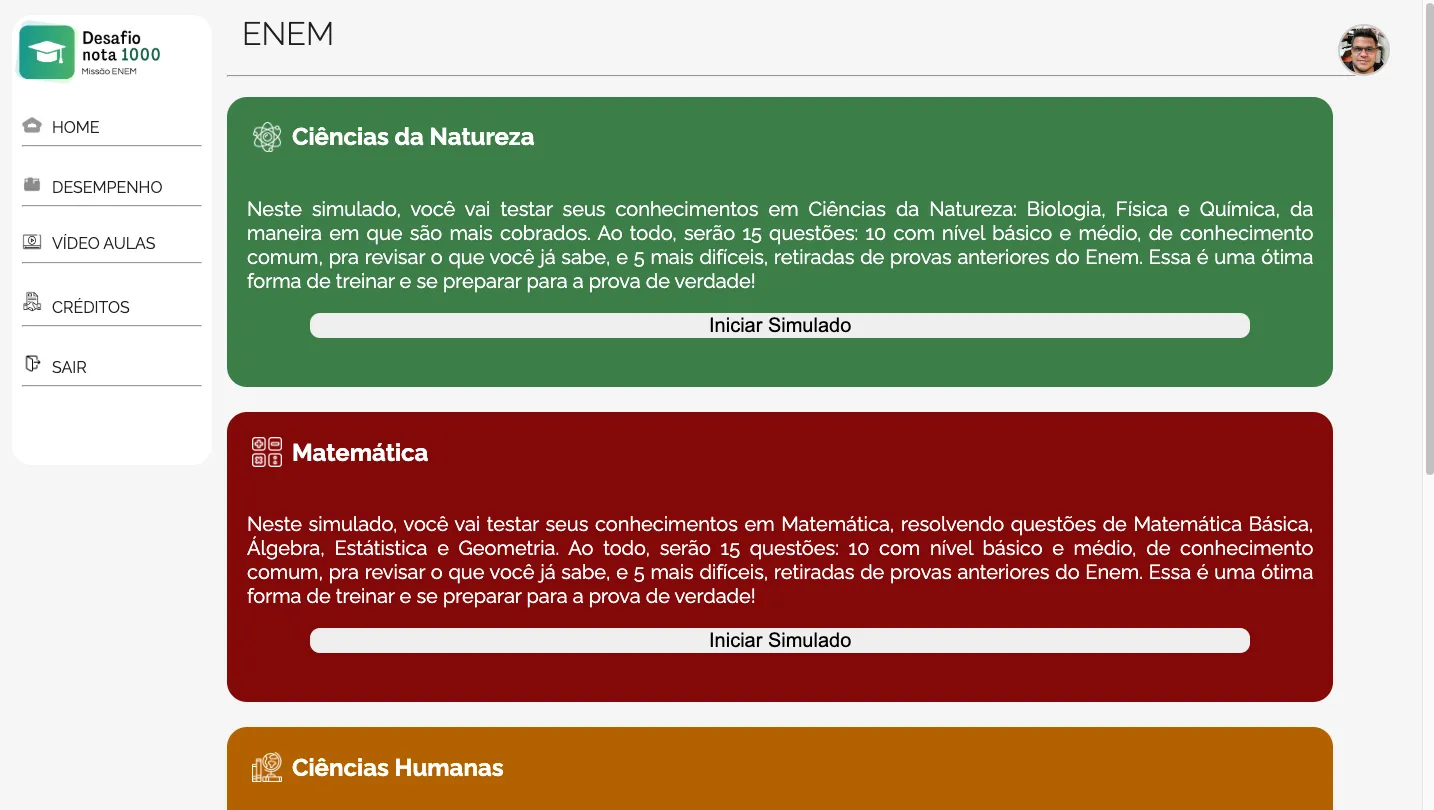 Desafio
nota 1000
Missão ENEM
HOME
DESEMPENHO
VÍDEO AULAS
CRÉDITOS
SAIR
ENEM
Ciências da Natureza
Neste simulado, você vai testar seus conhecimentos em Ciências da Natureza: Biologia, Física e Química, da
maneira em que são mais cobrados. Ao todo, serão 15 questões: 10 com nível básico e médio, de conhecimento
comum, pra revisar o que você já sabe, e 5 mais difíceis, retiradas de provas anteriores do Enem. Essa é uma ótima
forma de treinar e se preparar para a prova de verdade!
Iniciar Simulado
Matemática
Neste simulado, você vai testar seus conhecimentos em Matemática, resolvendo questões de Matemática Básica,
Álgebra, Estátistica e Geometria. Ao todo, serão 15 questões: 10 com nível básico e médio, de conhecimento
comum, pra revisar o que você já sabe, e 5 mais difíceis, retiradas de provas anteriores do Enem. Essa é uma ótima
forma de treinar e se preparar para a prova de verdade!
Iniciar Simulado
Ciências Humanas